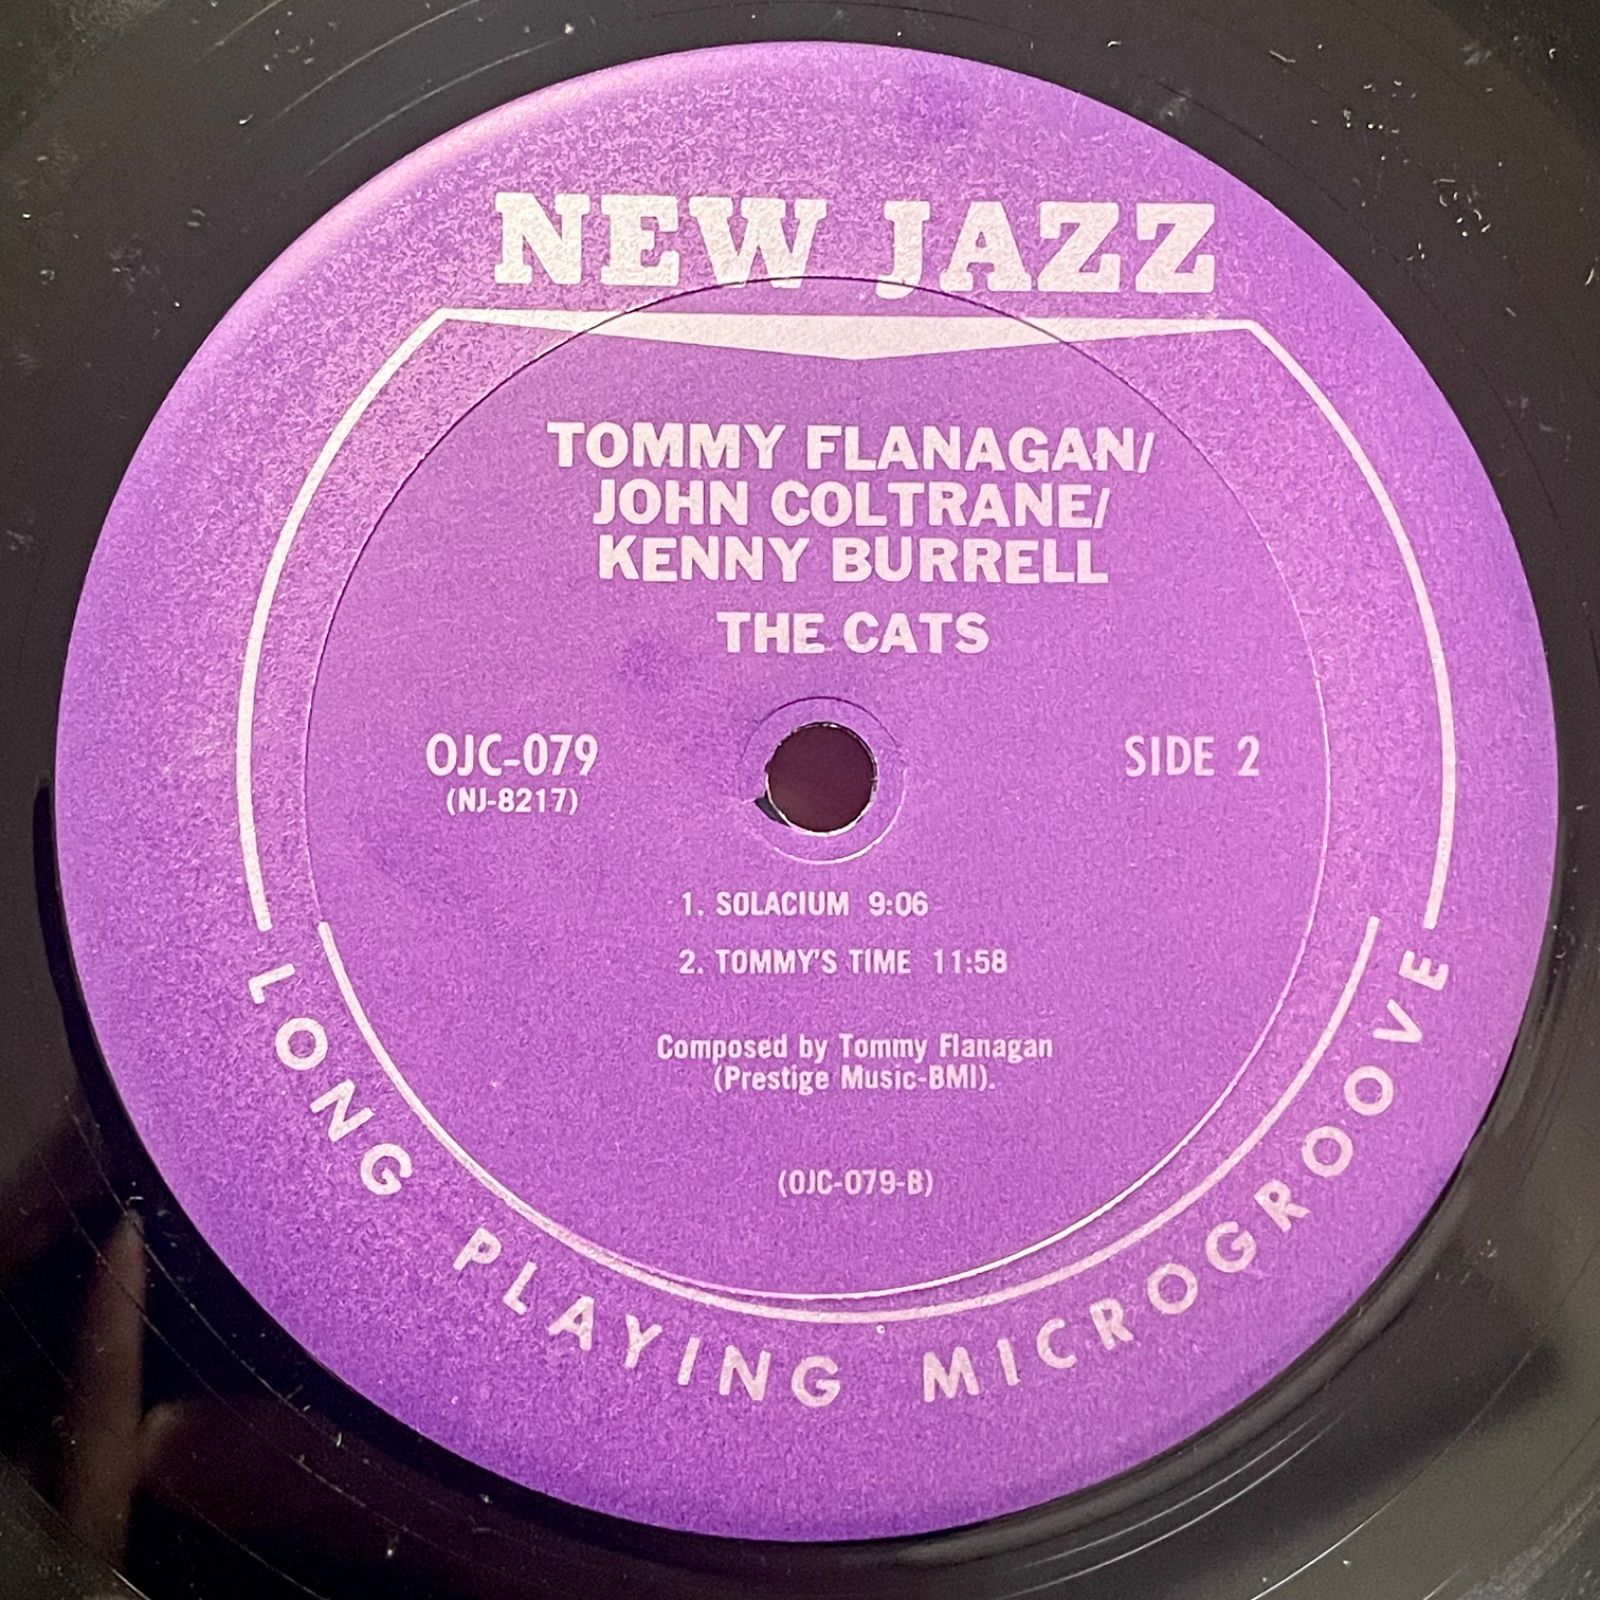 NEW JAZZ
TOMMY FLANAGAN/
JOHN COLTRANE/
KENNY BURRELL
THE CATS
OJC-079
(NJ-8217)
SIDE 2
1. SOLACIUM 9:06
2. TOMMY'S TIME 11:58
Composed by Tommy Flanagan
(Prestige Music-BMI).
(OJC-079-B)
LONG PLAYING MICROGROOVE